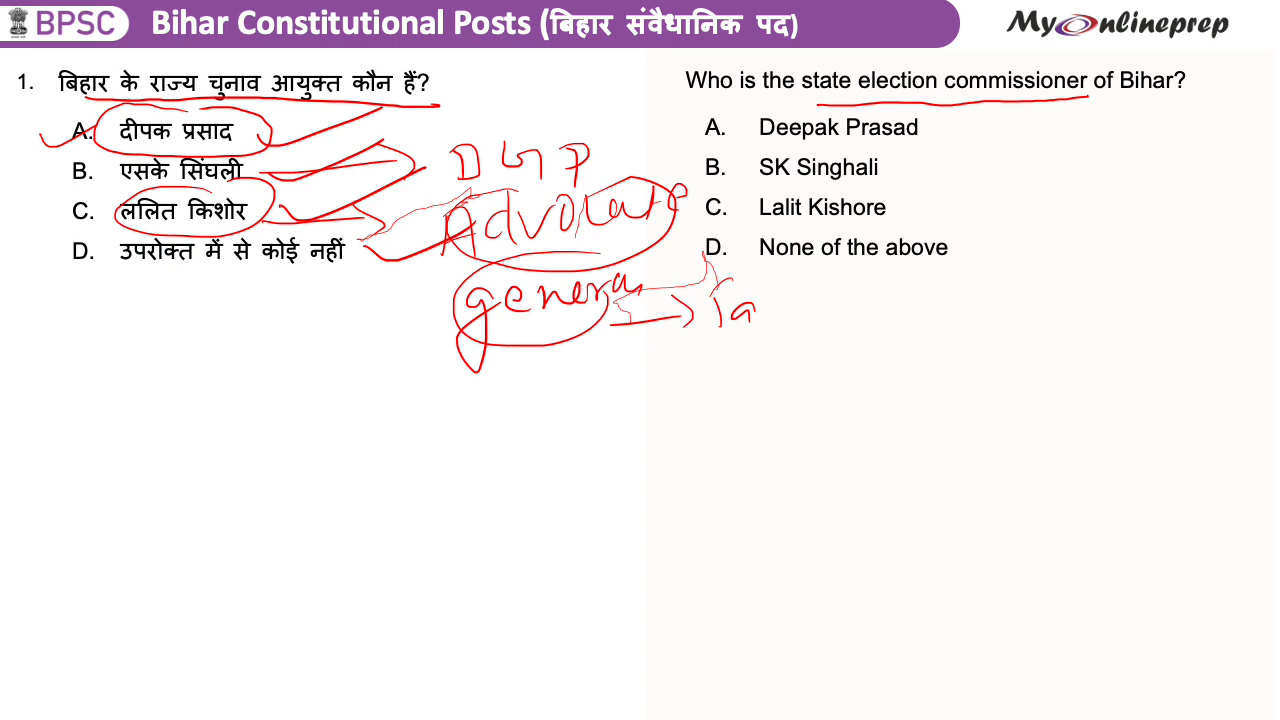 BPSC
Bihar Constitutional Posts (बिहार संवैधानिक पद)
MyOnlineprep
1. बिहार के राज्य चुनाव आयुक्त कौन हैं?
A. दीपक प्रसाद
B. एसके सिंघली
C. ललित किशोर
D. उपरोक्त में से कोई नहीं
DGP
Advocate
general
Who is the state election commissioner of Bihar?
A. Deepak Prasad
B. SK Singhali
C. Lalit Kishore
D. None of the above